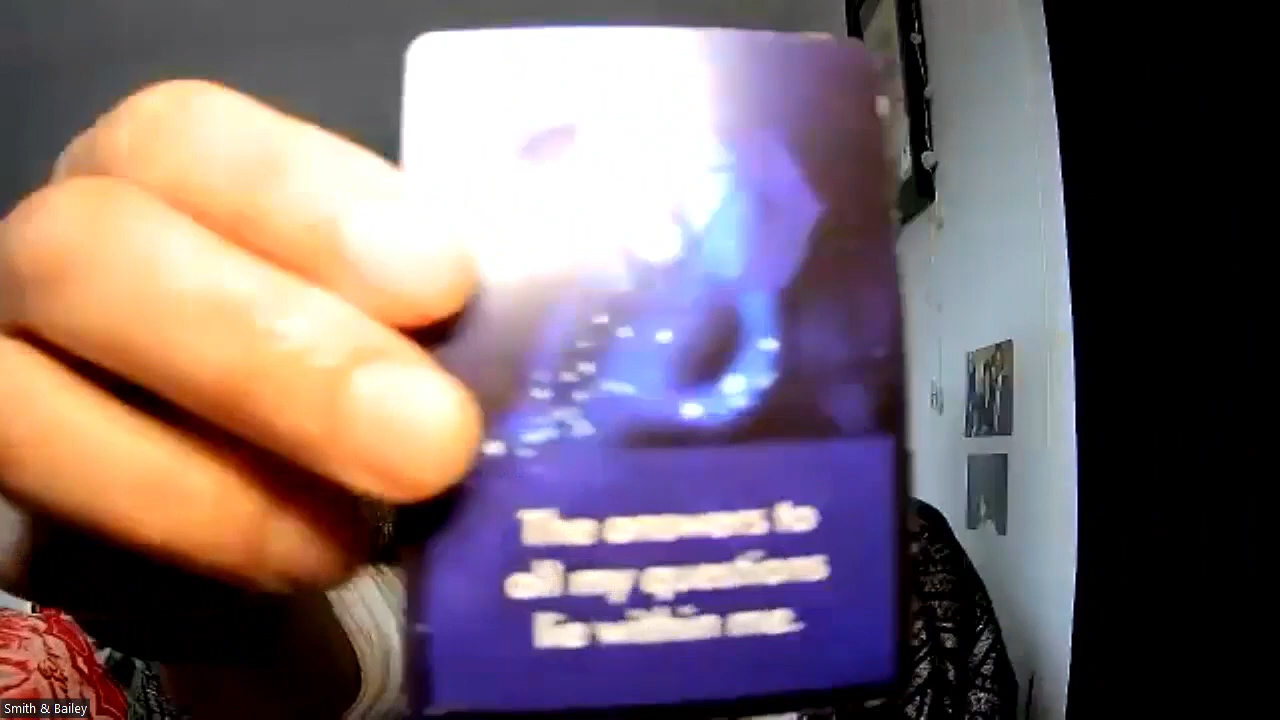 The answers to
all my questions
lie within me.
Smith & Bailey